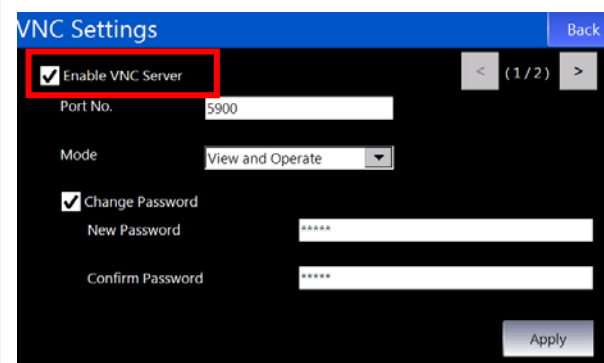 VNC Settings
Back
Enable VNC Server
< (1/2) >
Port No. 5900
Mode View and Operate
Change Password
New Password *****
Confirm Password *****
Apply